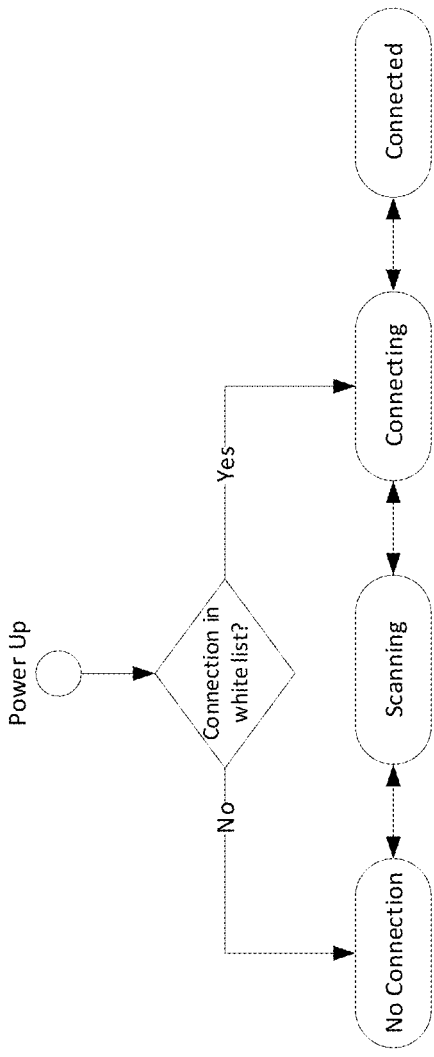 Power Up
Connection in
white list?
No
Yes
No Connection
Scanning
Connecting
Connected